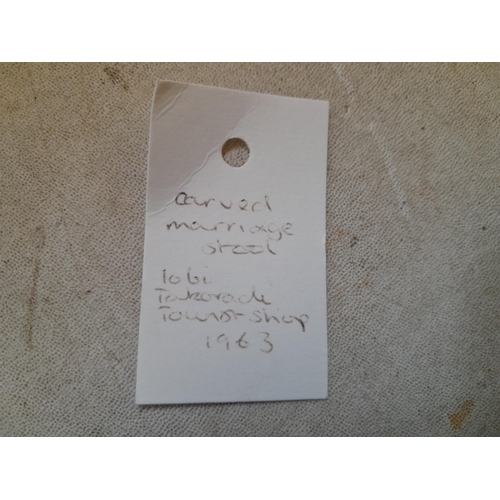 carved
marriage
stool
Tobi
Takoradi
Tourist shop
1963